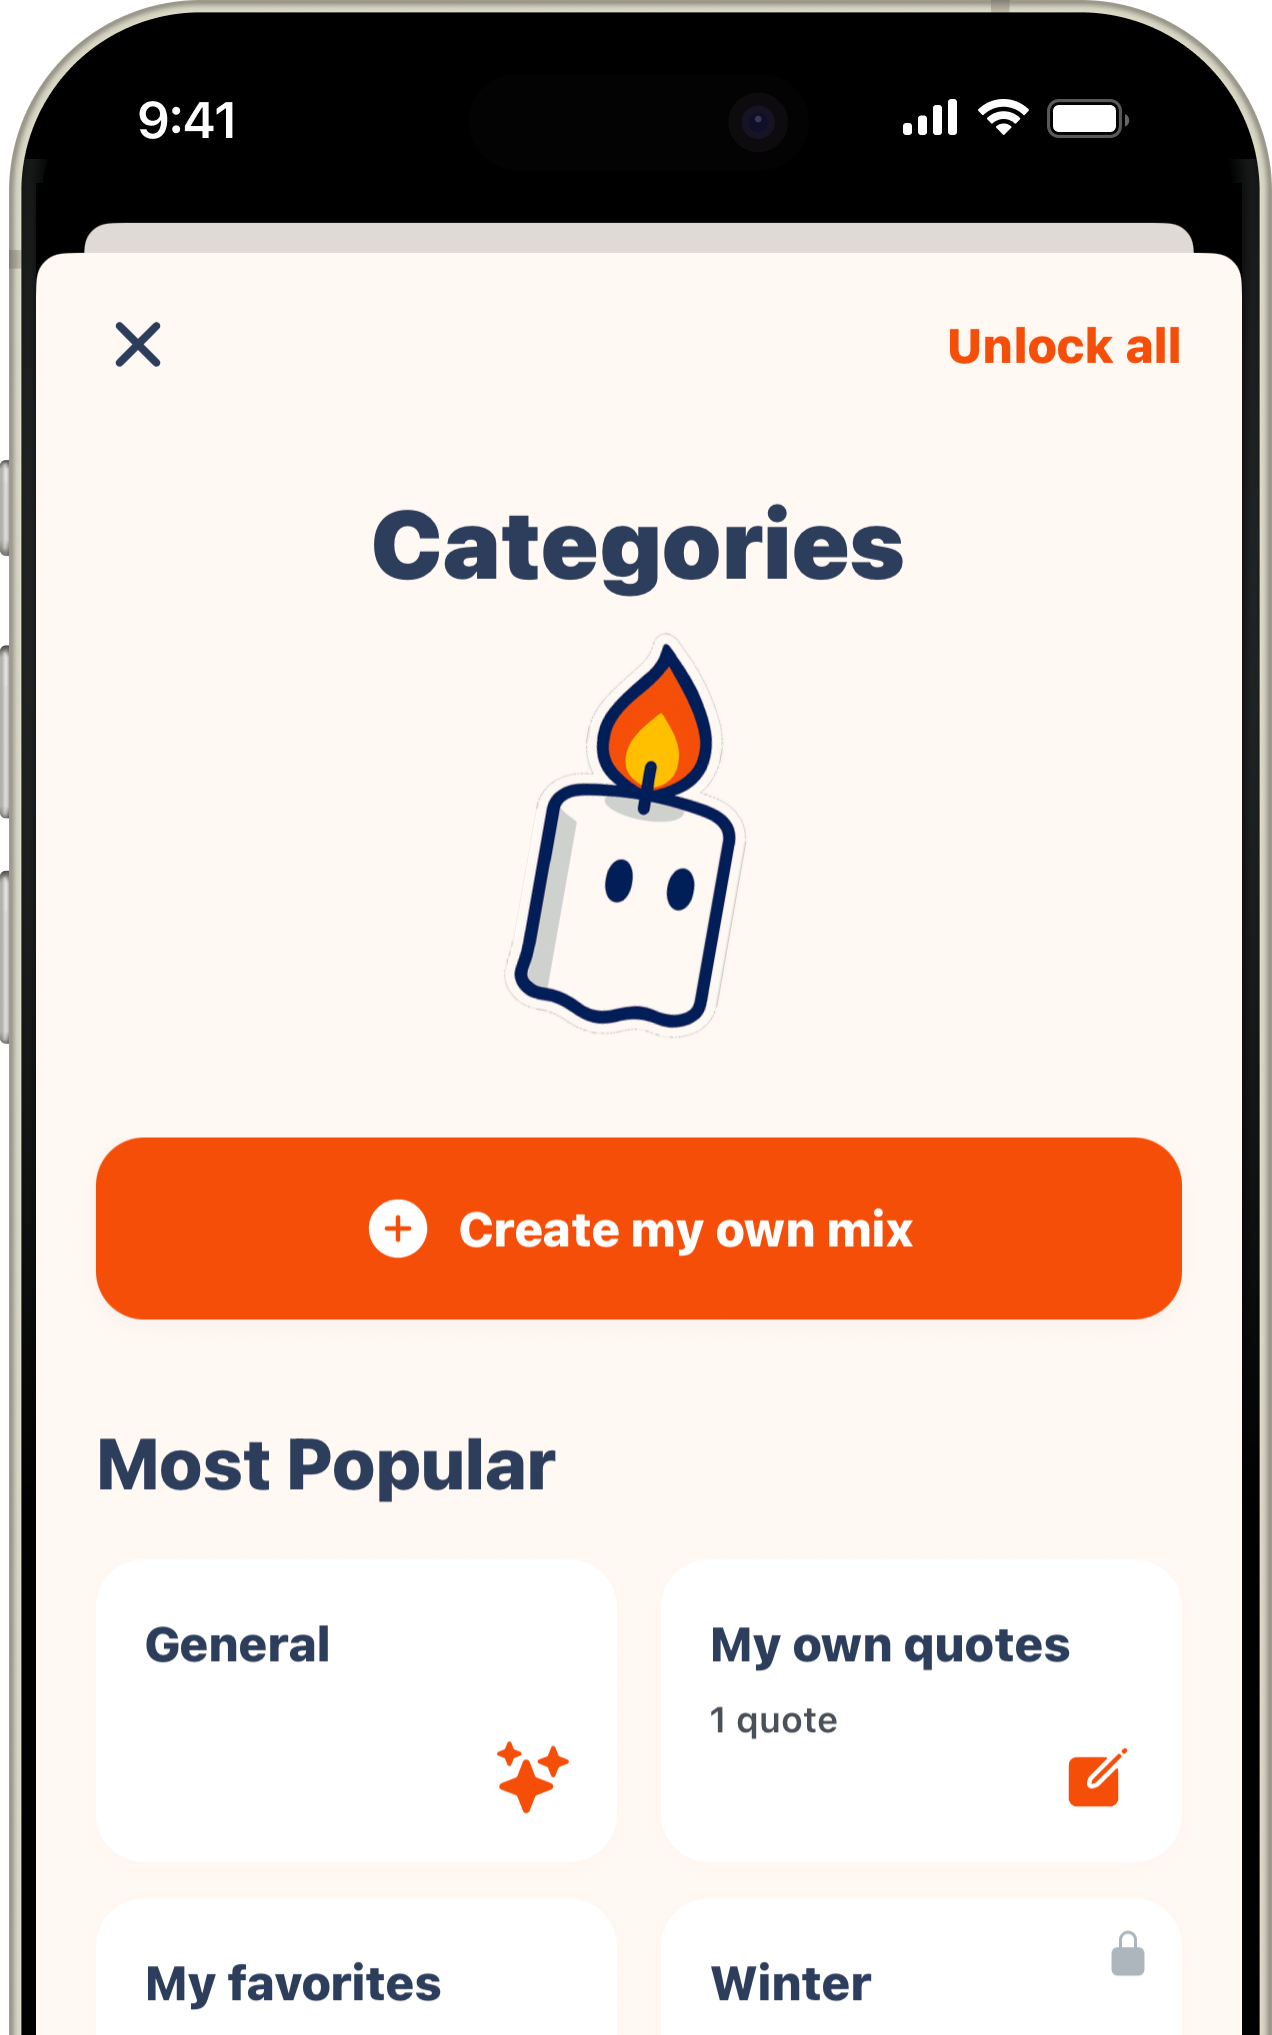 9:41
Unlock all
Categories
Create my own mix
Most Popular
General
My own quotes
1 quote
My favorites
Winter